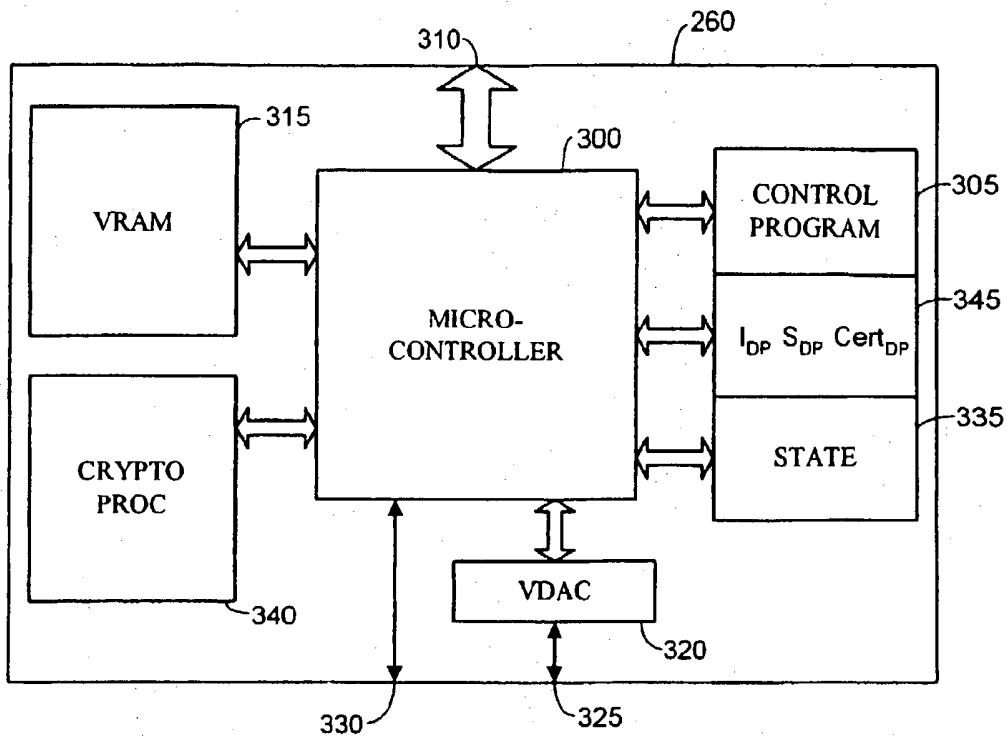 310
260
315
300
VRAM
CONTROL
PROGRAM
305
MICRO-
CONTROLLER
345
I_DP S_DP Cert_DP
335
CRYPTO
PROC
STATE
340
VDAC
320
330
325